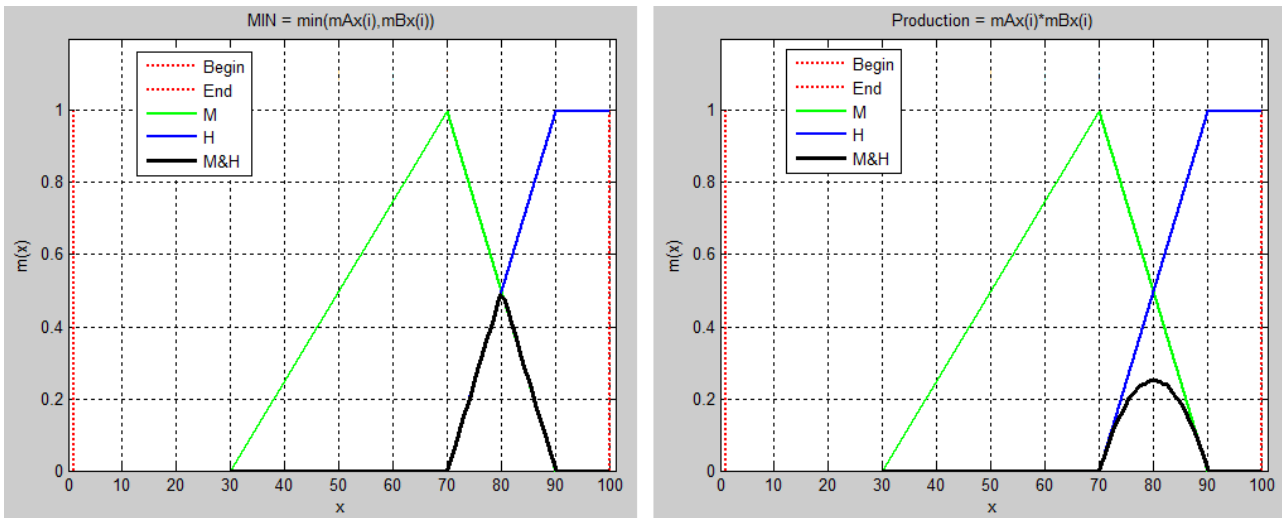 MIN = min(mAx(i),mBx(i))
Begin
End
M
H
M&H
1
0.8
0.6
0.4
0.2
0
m(x)
0 10 20 30 40 50 60 70 80 90 100
x
Production = mAx(i)*mBx(i)
Begin
End
M
H
M&H
1
0.8
0.6
0.4
0.2
0
m(x)
0 10 20 30 40 50 60 70 80 90 100
x